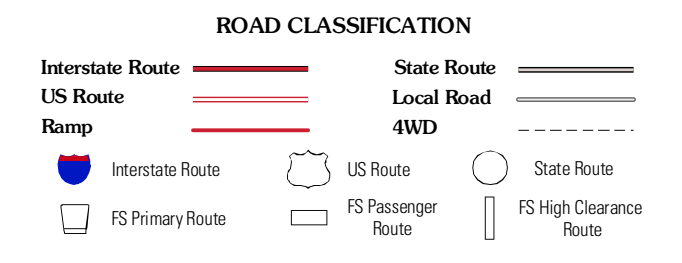 ROAD CLASSIFICATION
Interstate Route
State Route
US Route
Local Road
Ramp
4WD
Interstate Route
US Route
State Route
FS Primary Route
FS Passenger
Route
FS High Clearance
Route